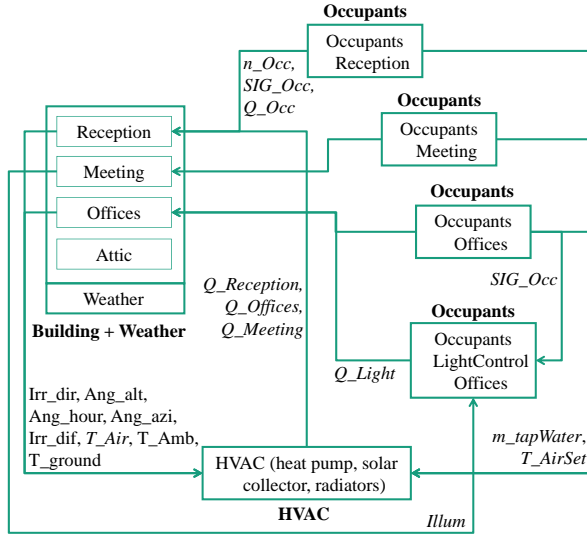 Occupants
Occupants
Reception
n_Occ,
SIG_Occ,
Q_Occ
Occupants
Occupants
Meeting
Reception
Meeting
Offices
Attic
Weather
Building + Weather
Occupants
Occupants
Offices
SIG_Occ
Q_Reception,
Q_Offices,
Q_Meeting
Occupants
Occupants
LightControl
Offices
Q_Light
Irr_dir, Ang_alt,
Ang_hour, Ang_azi,
Irr_dif, T_Air, T_Amb,
T_ground
HVAC (heat pump, solar
collector, radiators)
HVAC
m_tapWater,
T_AirSet
Illum